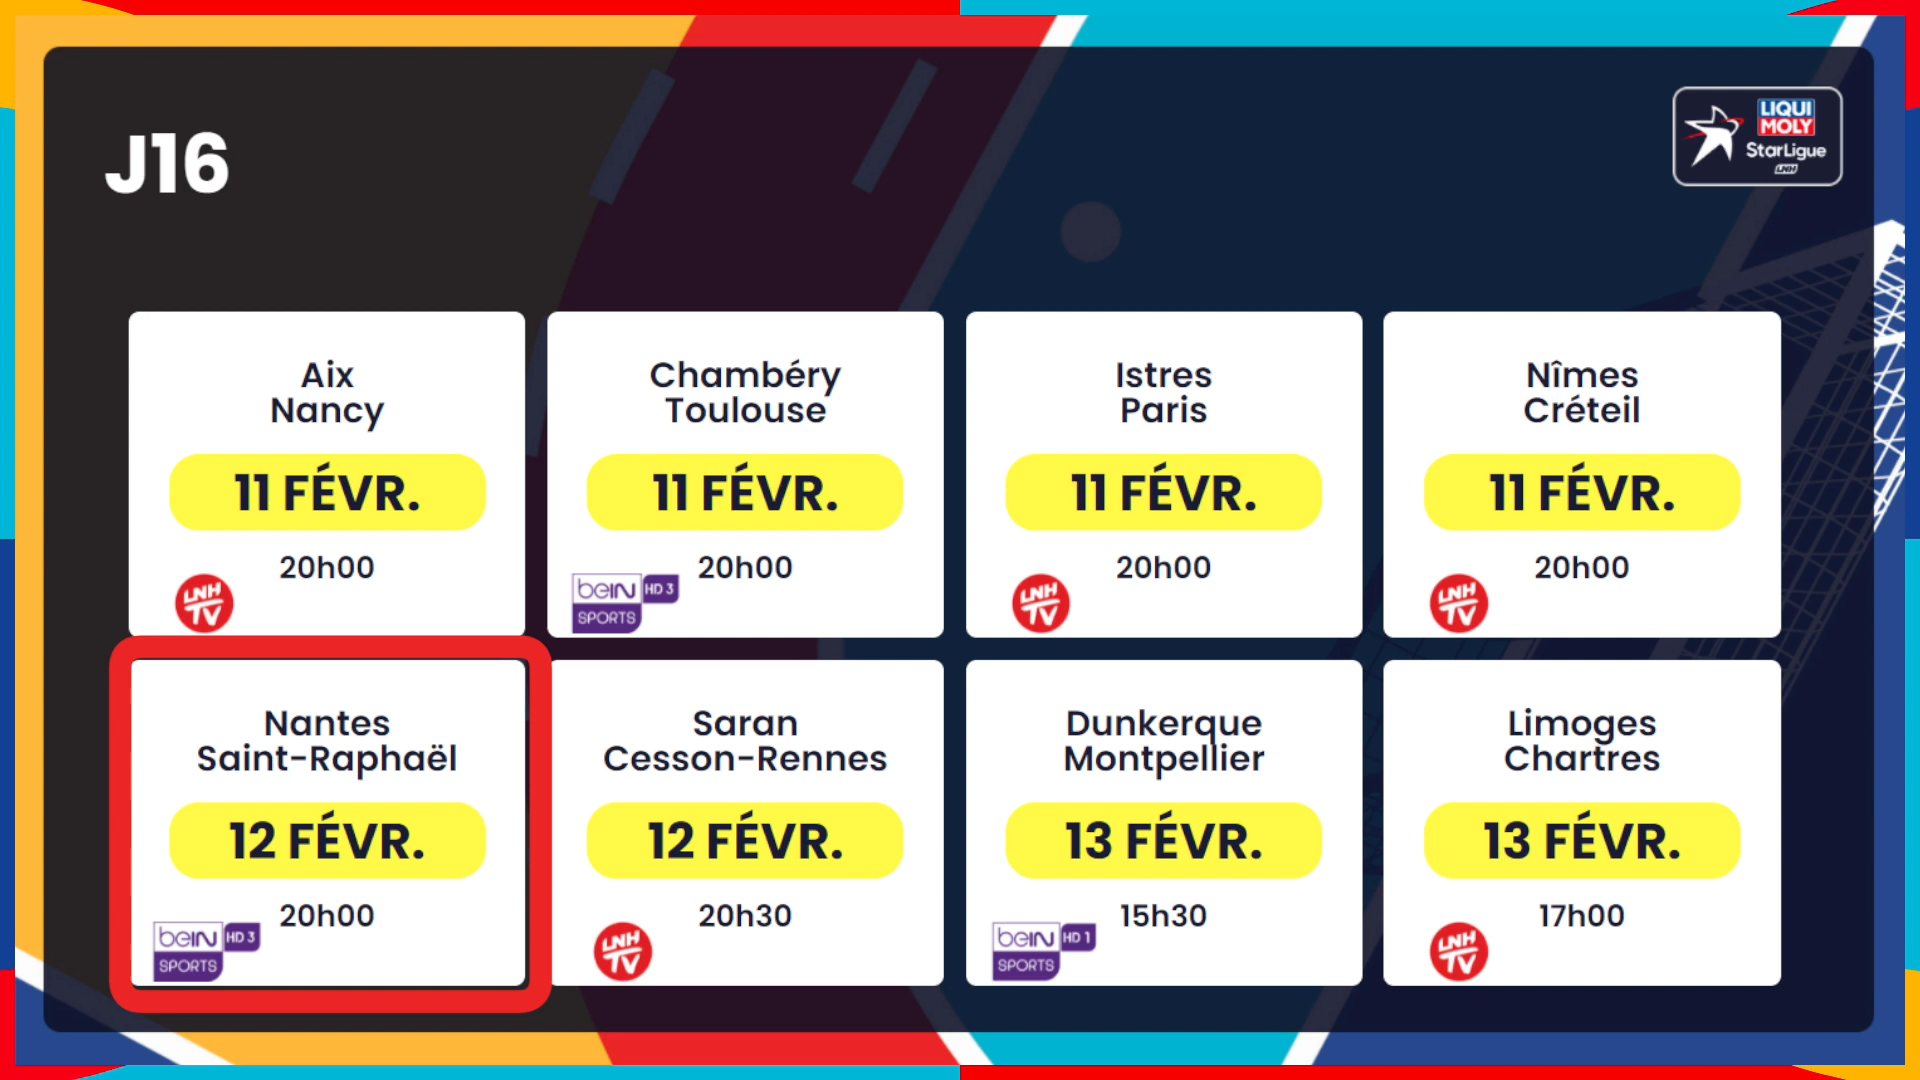 J16
LIQUI
MOLY
StarLigue
LNH
Aix
Nancy
11 FÉVR.
20h00
LNH
TV
Chambéry
Toulouse
11 FÉVR.
20h00
beIN HD 3
SPORTS
Istres
Paris
11 FÉVR.
20h00
LNH
TV
Nîmes
Créteil
11 FÉVR.
20h00
LNH
TV
Nantes
Saint-Raphaël
12 FÉVR.
20h00
beIN HD 3
SPORTS
Saran
Cesson-Rennes
12 FÉVR.
20h30
LNH
TV
Dunkerque
Montpellier
13 FÉVR.
15h30
beIN HD 1
SPORTS
Limoges
Chartres
13 FÉVR.
17h00
LNH
TV